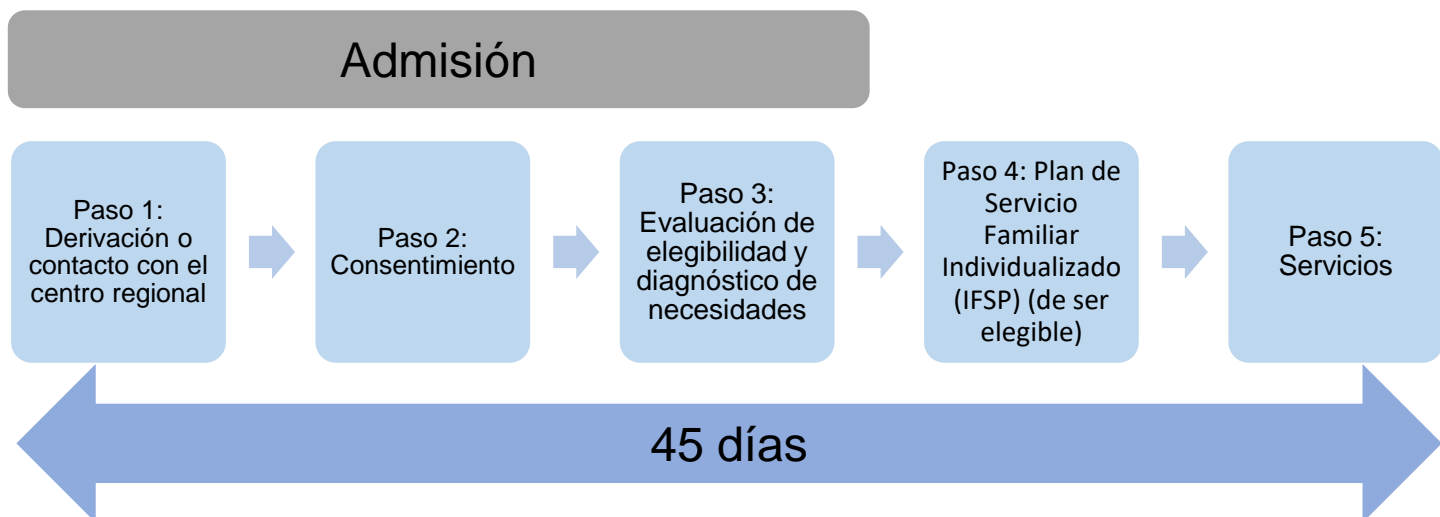 Admisión
Paso 1:
Derivación o
contacto con el
centro regional
Paso 2:
Consentimiento
Paso 3:
Evaluación de
elegibilidad y
diagnóstico de
necesidades
Paso 4: Plan de
Servicio
Familiar
Individualizado
(IFSP) (de ser
elegible)
Paso 5:
Servicios
45 días